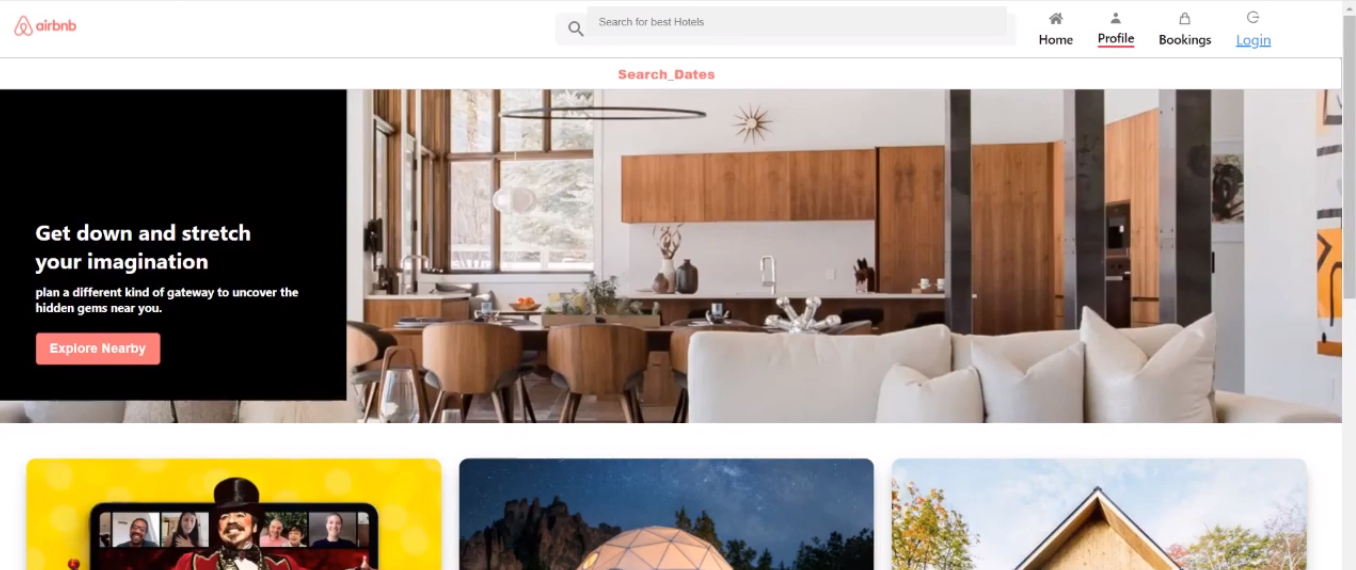 airbnb
Search for best Hotels
Home
Profile
Bookings
Login
Search_Dates
Get down and stretch
your imagination
plan a different kind of gateway to uncover the
hidden gems near you.
Explore Nearby